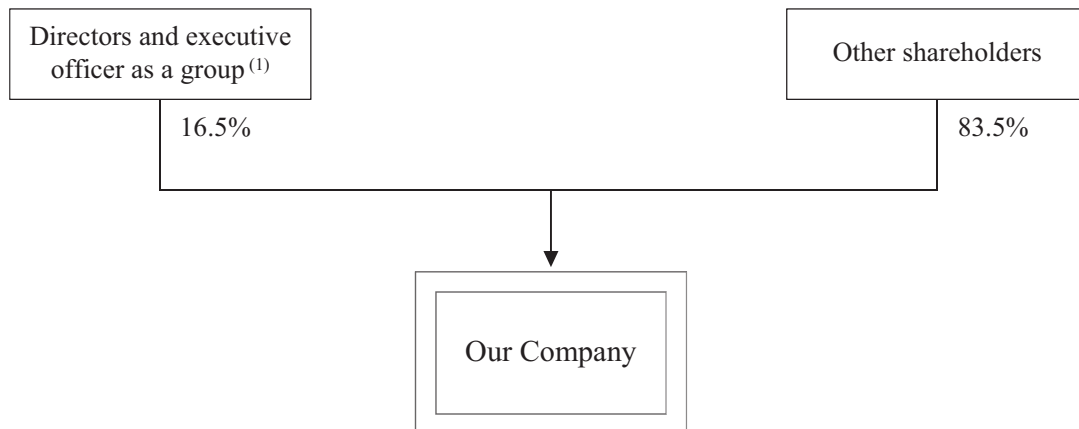 Directors and executive
officer as a group (1)
Other shareholders
16.5%
83.5%
Our Company